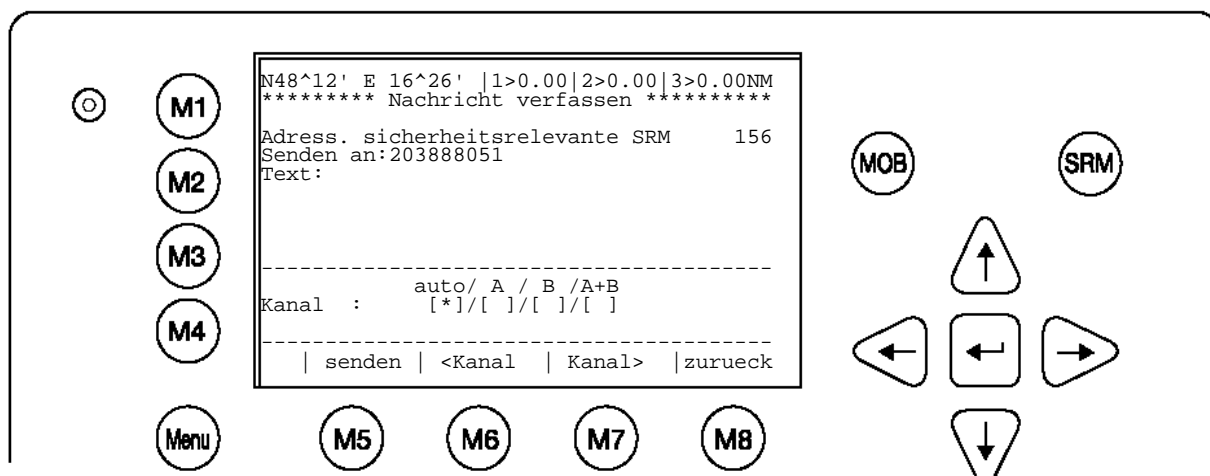 N48^12' E 16^26' |1>0.00|2>0.00|3>0.00NM
********* Nachricht verfassen **********
Adress. sicherheitsrelevante SRM 156
Senden an:203888051
Text:
----------------------------------------
auto/ A / B /A+B
Kanal : [*]/[ ]/[ ]/[ ]
----------------------------------------
| senden | <Kanal | Kanal> |zurueck
M1
M2
M3
M4
Menu
M5
M6
M7
M8
MOB
SRM